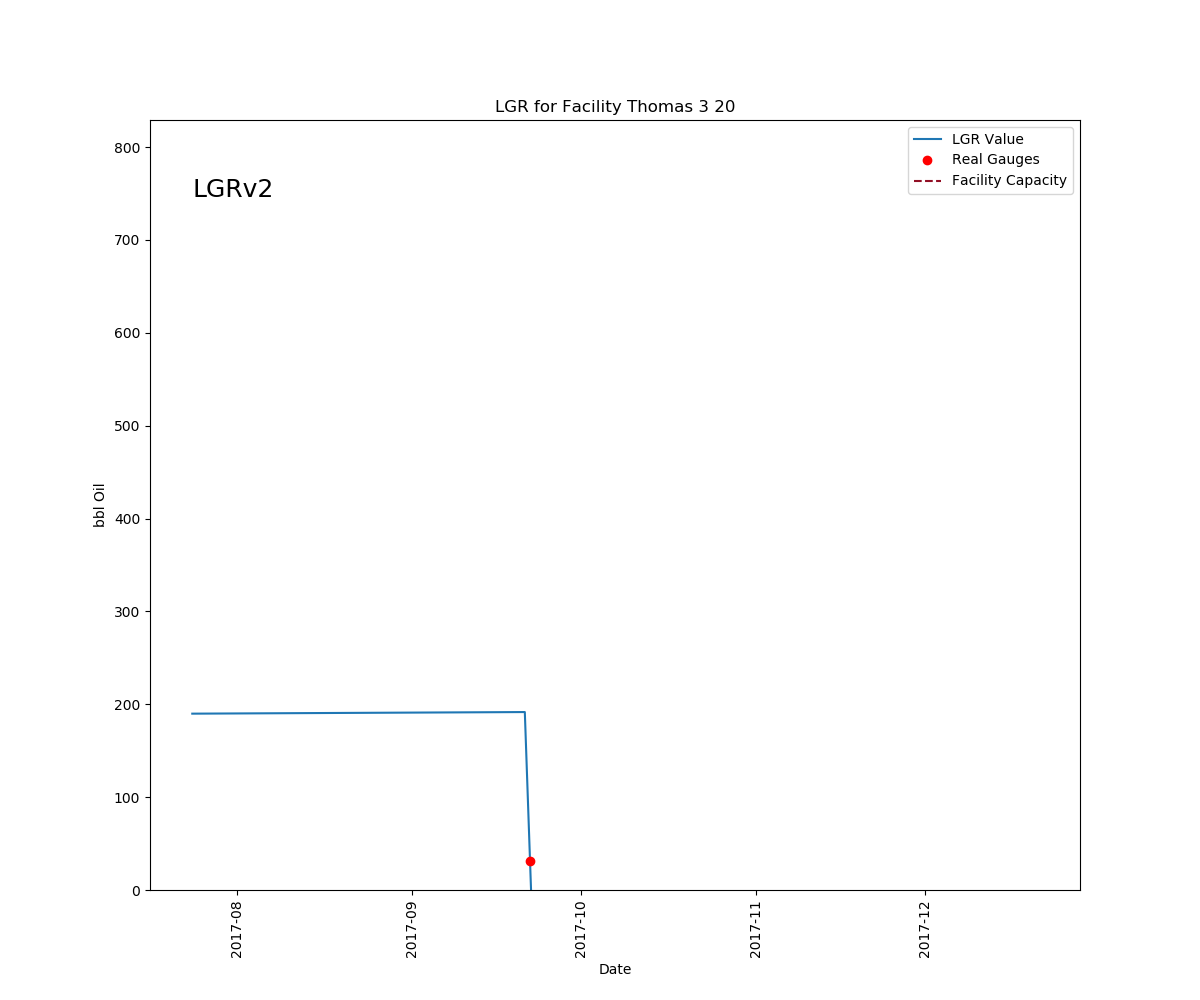 LGR for Facility Thomas 3 20
LGRv2
LGR Value
Real Gauges
Facility Capacity
800
700
600
500
400
300
200
100
0
bbl Oil
2017-08
2017-09
2017-10
2017-11
2017-12
Date